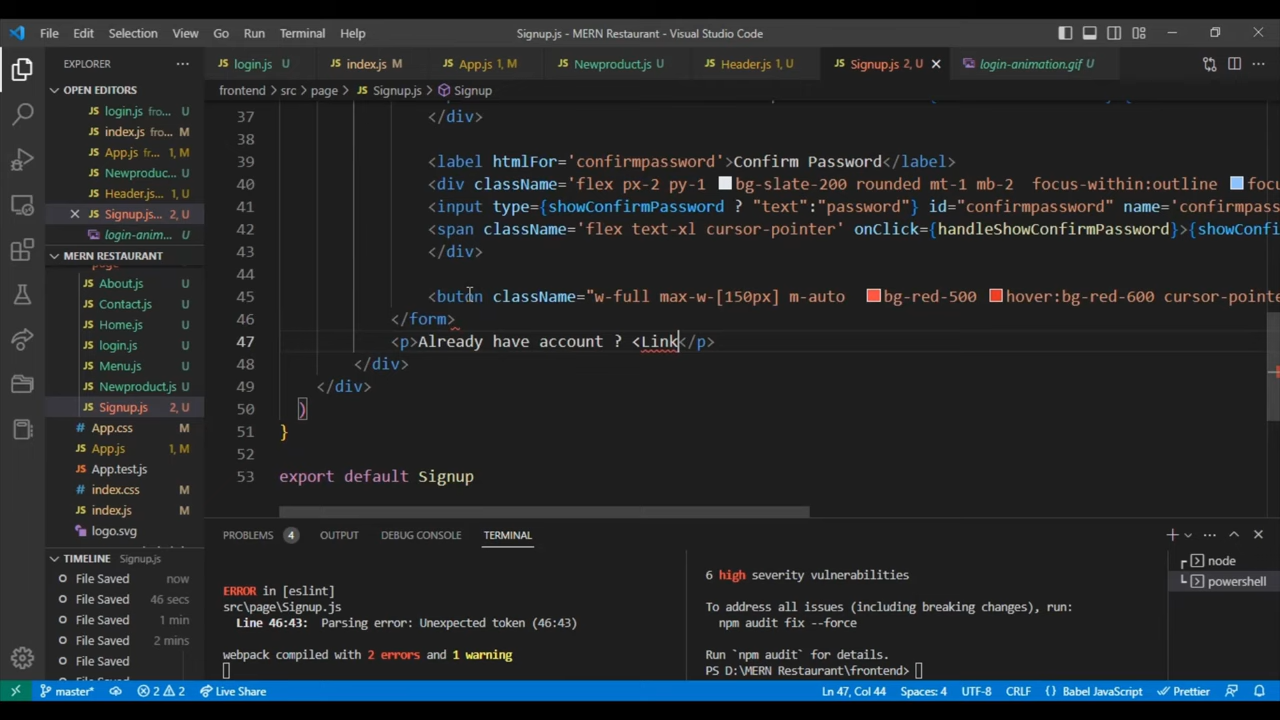 File Edit Selection View Go Run Terminal Help
Signup.js - MERN Restaurant - Visual Studio Code
EXPLORER
login.js U
index.js M
App.js 1, M
Newproduct.js U
Header.js 1, M
Signup.js 2, U
login-animation.gif U
OPEN EDITORS
login.js fro... U
index.js fro... M
App.js fr... 1, M
Newproduc... U
Header.js... 1, M
Signup.js... 2, U
login-anim... U
MERN RESTAURANT
page
About.js U
Contact.js U
Home.js U
login.js U
Menu.js U
Newproduct.js U
Signup.js 2, U
App.css M
App.js 1, M
App.test.js
index.css M
index.js M
logo.svg
TIMELINE Signup.js
File Saved now
File Saved 46 secs
File Saved 1 min
File Saved 2 mins
File Saved
frontend > src > page > Signup.js > Signup
37 </div>
38
39 <label htmlFor='confirmpassword'>Confirm Password</label>
40 <div className='flex px-2 py-1 bg-slate-200 rounded mt-1 mb-2 focus-within:outline focus
41 <input type={showConfirmPassword ? "text":"password"} id="confirmpassword" name='confirmpass
42 <span className='flex text-xl cursor-pointer' onClick={handleShowConfirmPassword}>{showConfi
43 </div>
44
45 <buton className="w-full max-w-[150px] m-auto bg-red-500 hover:bg-red-600 cursor-pointe
46 </form>
47 <p>Already have account ? <Link</p>
48 </div>
49 </div>
50 )
51 }
52
53 export default Signup
PROBLEMS 4 OUTPUT DEBUG CONSOLE TERMINAL
ERROR in [eslint]
src\page\Signup.js
Line 46:43: Parsing error: Unexpected token (46:43)
webpack compiled with 2 errors and 1 warning
6 high severity vulnerabilities
To address all issues (including breaking changes), run:
npm audit fix --force
Run `npm audit` for details.
PS D:\MERN Restaurant\frontend>
node
powershell
master* 2 2 Live Share
Ln 47, Col 44 Spaces: 4 UTF-8 CRLF {} Babel JavaScript Prettier